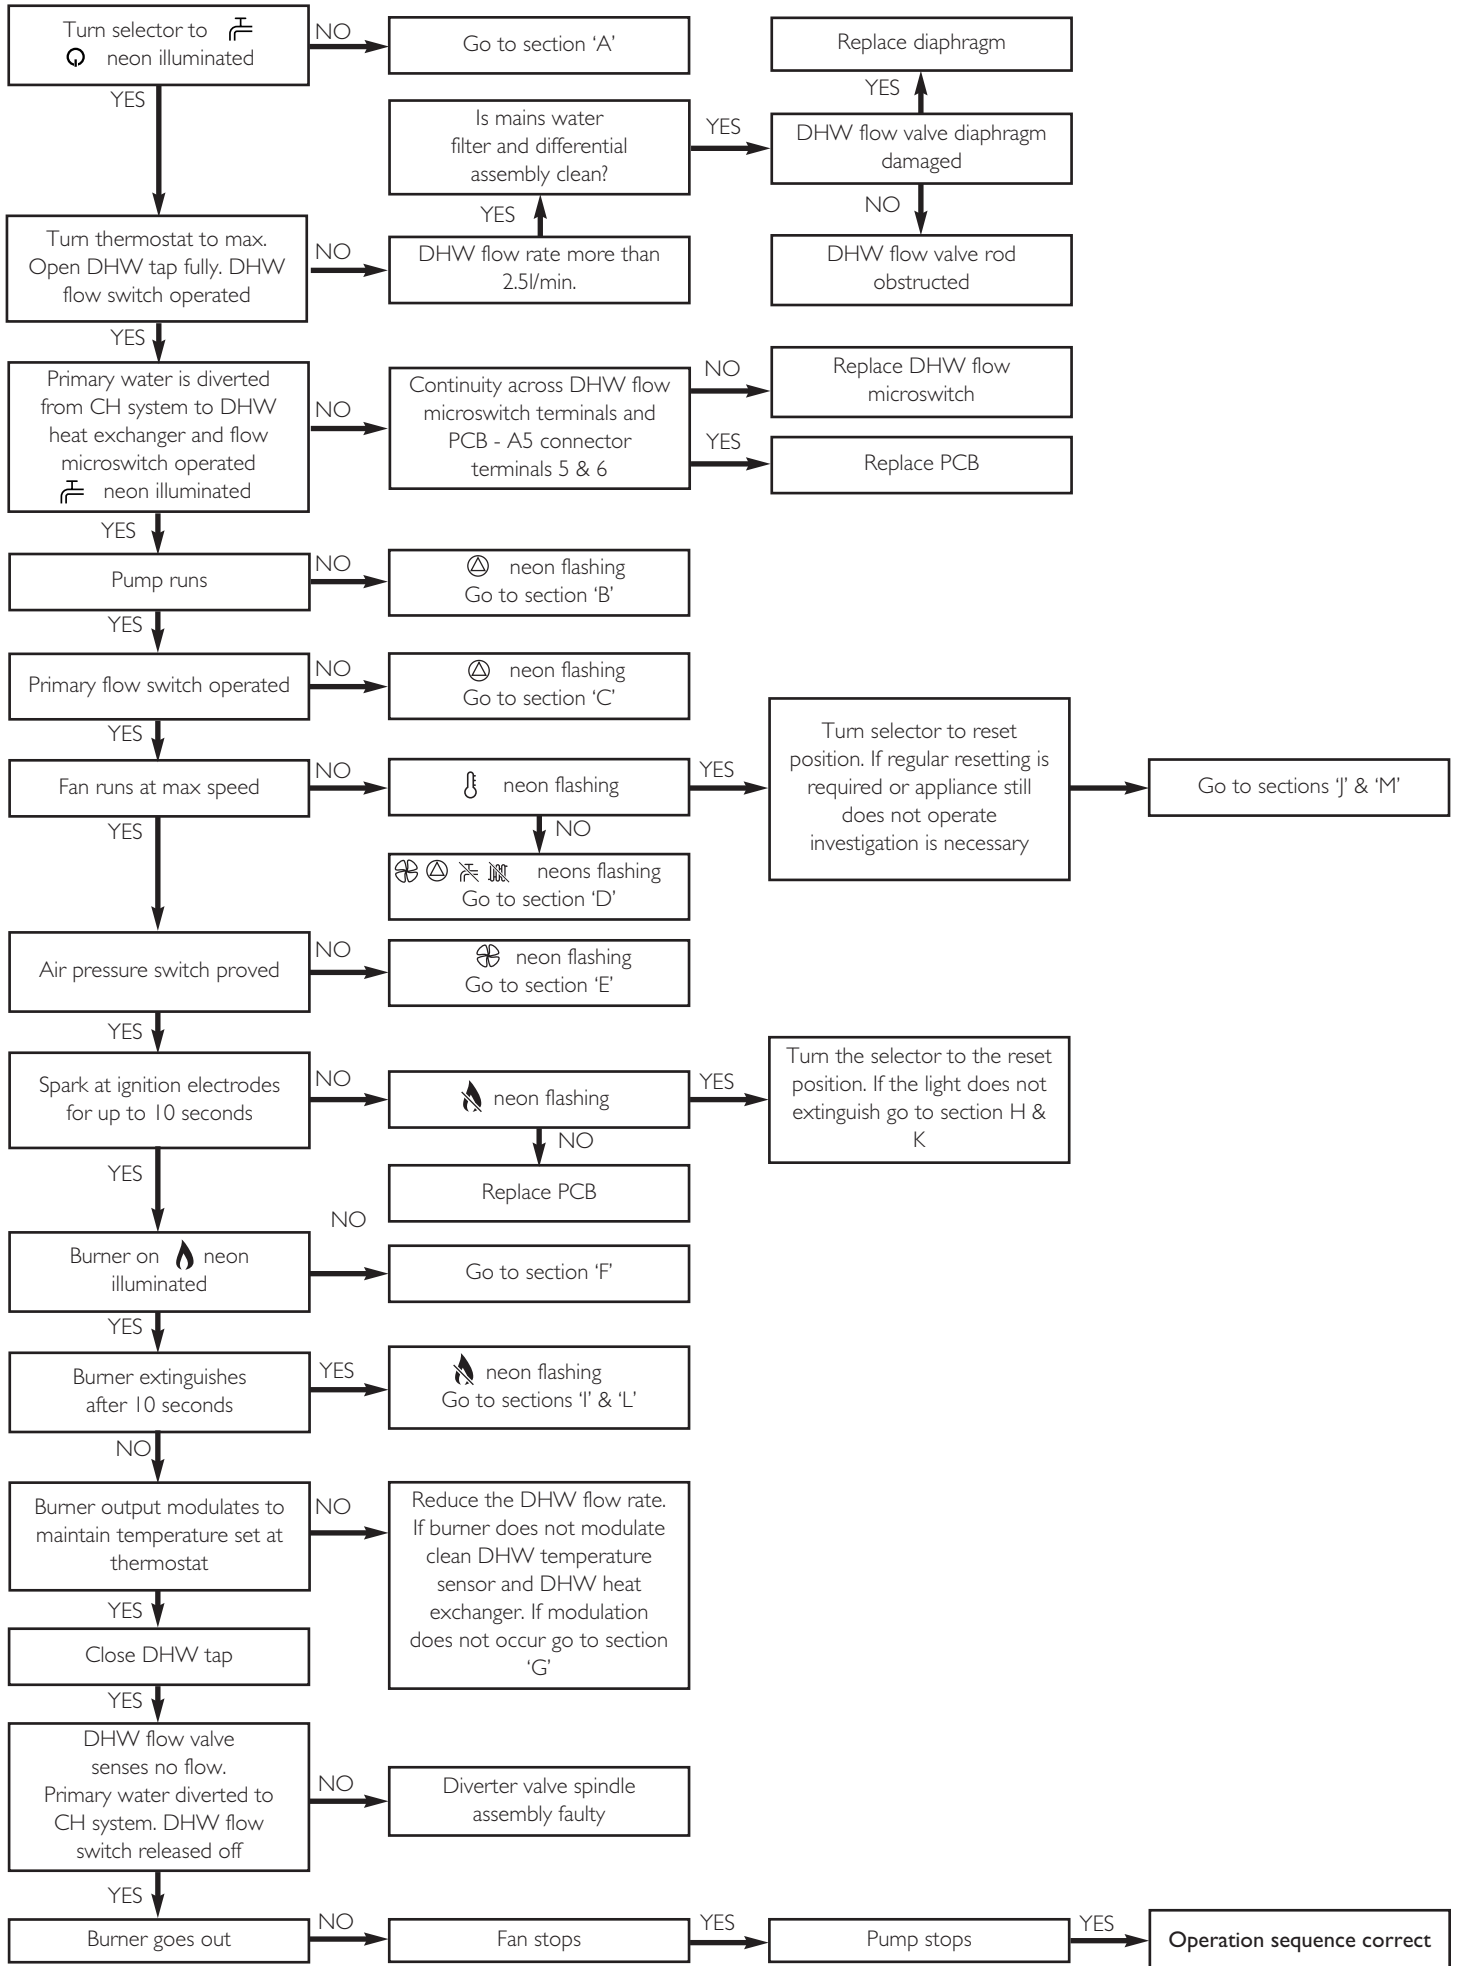 Turn selector to
neon illuminated
NO
Go to section ‘A’
Replace diaphragm
YES
YES
Is mains water
filter and differential
assembly clean?
YES
DHW flow valve diaphragm
damaged
YES
NO
Turn thermostat to max.
Open DHW tap fully. DHW
flow switch operated
NO
DHW flow rate more than
2.5l/min.
DHW flow valve rod
obstructed
YES
Primary water is diverted
from CH system to DHW
heat exchanger and flow
microswitch operated
neon illuminated
NO
Continuity across DHW flow
microswitch terminals and
PCB - A5 connector
terminals 5 & 6
NO
Replace DHW flow
microswitch
YES
Replace PCB
YES
Pump runs
NO
neon flashing
Go to section ‘B’
YES
Primary flow switch operated
NO
neon flashing
Go to section ‘C’
YES
Fan runs at max speed
NO
neon flashing
YES
Turn selector to reset
position. If regular resetting is
required or appliance still
does not operate
investigation is necessary
Go to sections ‘J’ & ‘M’
YES
NO
neons flashing
Go to section ‘D’
Air pressure switch proved
NO
neon flashing
Go to section ‘E’
YES
Spark at ignition electrodes
for up to 10 seconds
NO
neon flashing
YES
Turn the selector to the reset
position. If the light does not
extinguish go to section H &
K
NO
YES
Replace PCB
NO
Burner on neon
illuminated
Go to section ‘F’
YES
Burner extinguishes
after 10 seconds
YES
neon flashing
Go to sections ‘I’ & ‘L’
NO
Burner output modulates to
maintain temperature set at
thermostat
NO
Reduce the DHW flow rate.
If burner does not modulate
clean DHW temperature
sensor and DHW heat
exchanger. If modulation
does not occur go to section
‘G’
YES
Close DHW tap
YES
DHW flow valve
senses no flow.
Primary water diverted to
CH system. DHW flow
switch released off
NO
Diverter valve spindle
assembly faulty
YES
Burner goes out
NO
Fan stops
YES
Pump stops
YES
Operation sequence correct